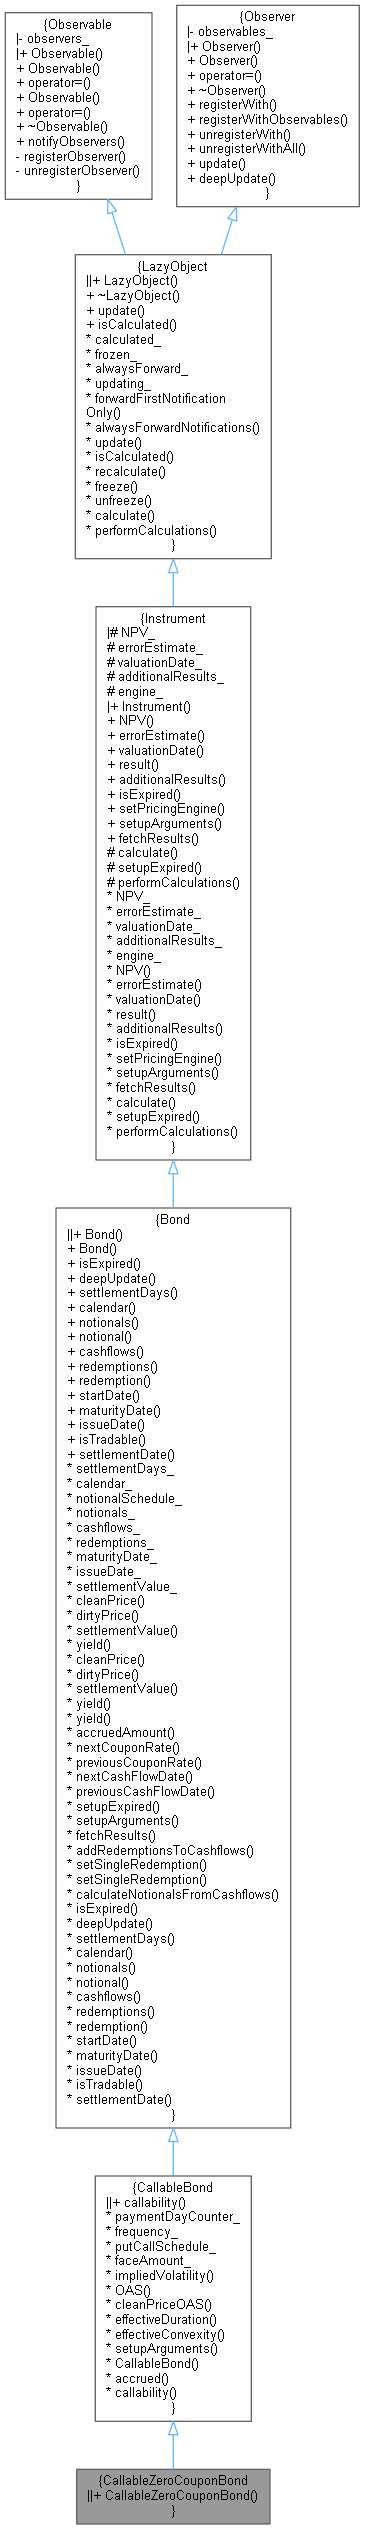 {Observable
|- observers_
|+ Observable()
+ Observable()
+ operator=()
+ Observable()
+ operator=()
+ ~Observable()
+ notifyObservers()
- registerObserver()
- unregisterObserver()
}
{Observer
|- observables_
|+ Observer()
+ Observer()
+ operator=()
+ ~Observer()
+ registerWith()
+ registerWithObservables()
+ unregisterWith()
+ unregisterWithAll()
+ update()
+ deepUpdate()
}
{LazyObject
||+ LazyObject()
+ ~LazyObject()
+ update()
+ isCalculated()
* calculated_
* frozen_
* alwaysForward_
* updating_
* forwardFirstNotification
Only()
* alwaysForwardNotifications()
* update()
* isCalculated()
* recalculate()
* freeze()
* unfreeze()
* calculate()
* performCalculations()
}
{Instrument
|# NPV_
# errorEstimate_
# valuationDate_
# additionalResults_
# engine_
|+ Instrument()
+ NPV()
+ errorEstimate()
+ valuationDate()
+ result()
+ additionalResults()
+ isExpired()
+ setPricingEngine()
+ setupArguments()
+ fetchResults()
# calculate()
# setupExpired()
# performCalculations()
* NPV_
* errorEstimate_
* valuationDate_
* additionalResults_
* engine_
* NPV()
* errorEstimate()
* valuationDate()
* result()
* additionalResults()
* isExpired()
* setPricingEngine()
* setupArguments()
* fetchResults()
* calculate()
* setupExpired()
* performCalculations()
}
{Bond
||+ Bond()
+ Bond()
+ isExpired()
+ deepUpdate()
+ settlementDays()
+ calendar()
+ notionals()
+ notional()
+ cashflows()
+ redemptions()
+ redemption()
+ startDate()
+ maturityDate()
+ issueDate()
+ isTradable()
+ settlementDate()
* settlementDays_
* calendar_
* notionalSchedule_
* notionals_
* cashflows_
* redemptions_
* maturityDate_
* issueDate_
* settlementValue_
* cleanPrice()
* dirtyPrice()
* settlementValue()
* yield()
* cleanPrice()
* dirtyPrice()
* settlementValue()
* yield()
* yield()
* accruedAmount()
* nextCouponRate()
* previousCouponRate()
* nextCashFlowDate()
* previousCashFlowDate()
* setupExpired()
* setupArguments()
* fetchResults()
* addRedemptionsToCashflows()
* setSingleRedemption()
* setSingleRedemption()
* calculateNotionalsFromCashflows()
* isExpired()
* deepUpdate()
* settlementDays()
* calendar()
* notionals()
* notional()
* cashflows()
* redemptions()
* redemption()
* startDate()
* maturityDate()
* issueDate()
* isTradable()
* settlementDate()
}
{CallableBond
||+ callability()
* paymentDayCounter_
* frequency_
* putCallSchedule_
* faceAmount_
* impliedVolatility()
* OAS()
* cleanPriceOAS()
* effectiveDuration()
* effectiveConvexity()
* setupArguments()
* CallableBond()
* accrued()
* callability()
}
{CallableZeroCouponBond
||+ CallableZeroCouponBond()
}